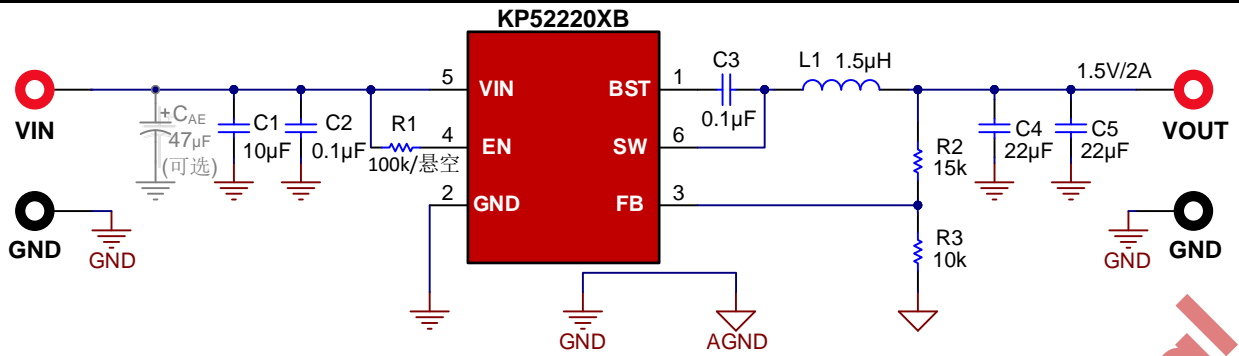 KP52220XB
VIN
GND
GND
+
C_AE
47μF
(可选)
C1
10μF
C2
0.1μF
R1
100k/悬空
5
4
2
VIN
EN
GND
BST
SW
FB
1
6
3
C3
0.1μF
L1 1.5μH
R2
15k
R3
10k
C4
22μF
C5
22μF
1.5V/2A
VOUT
GND
GND
GND
AGND